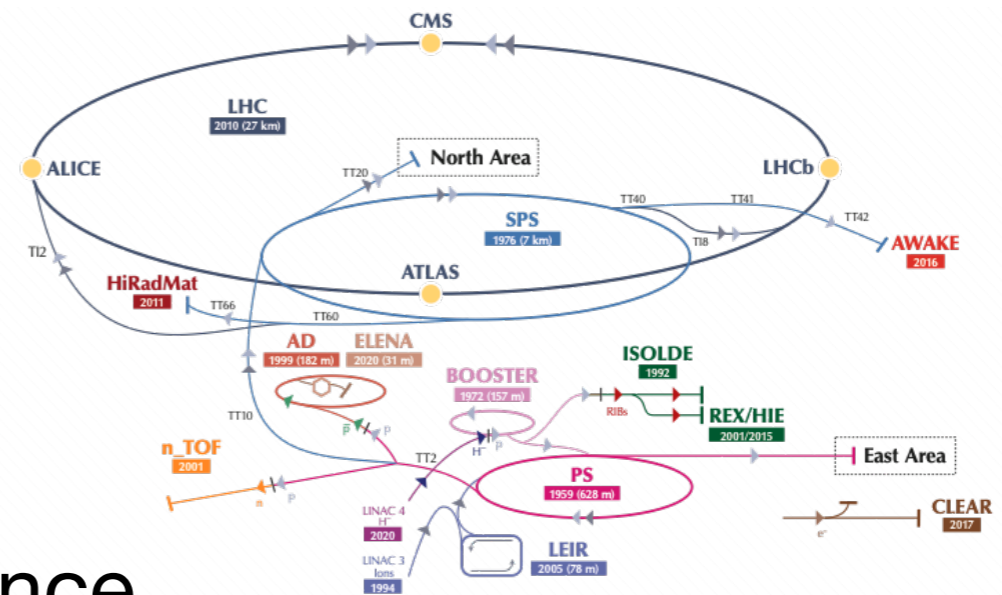 CMS
LHC
2010 (27 km)
North Area
ALICE
LHCb
TT20
TT40
TT41
SPS
1976 (7 km)
TT42
TI8
AWAKE
2016
TI2
ATLAS
HiRadMat
2011
TT66
TT60
AD
1999 (182 m)
ELENA
2020 (31 m)
ISOLDE
1992
BOOSTER
1972 (157 m)
RIBs
REX/HIE
2001/2015
TT10
p̅
p
n_TOF
2001
TT2
H⁻
p
East Area
PS
1959 (628 m)
n
p
LINAC 4
H⁻
2020
CLEAR
2017
e⁻
LINAC 3
Ions
1994
LEIR
2005 (78 m)
nce